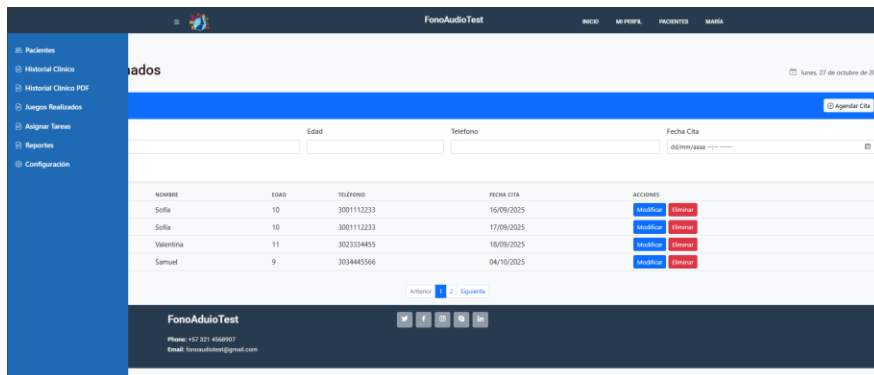 FonoAudioTest
INICIO MI PERFIL PACIENTES MARÍA
Pacientes
Historial Clínico
Historial Clínico PDF
Juegos Realizados
Asignar Tareas
Reportes
Configuración
nados
lunes, 27 de octubre de 20
Agendar Cita
Edad Teléfono Fecha Cita
dd/mm/aaaa --:-- -----
NOMBRE EDAD TELÉFONO FECHA CITA ACCIONES
Sofía 10 3001112233 16/09/2025 Modificar Eliminar
Sofía 10 3001112233 17/09/2025 Modificar Eliminar
Valentina 11 3023334455 18/09/2025 Modificar Eliminar
Samuel 9 3034445566 04/10/2025 Modificar Eliminar
Anterior 1 2 Siguiente
FonoAduioTest
Phone: +57 321 4568907
Email: fonoaudiotest@gmail.com